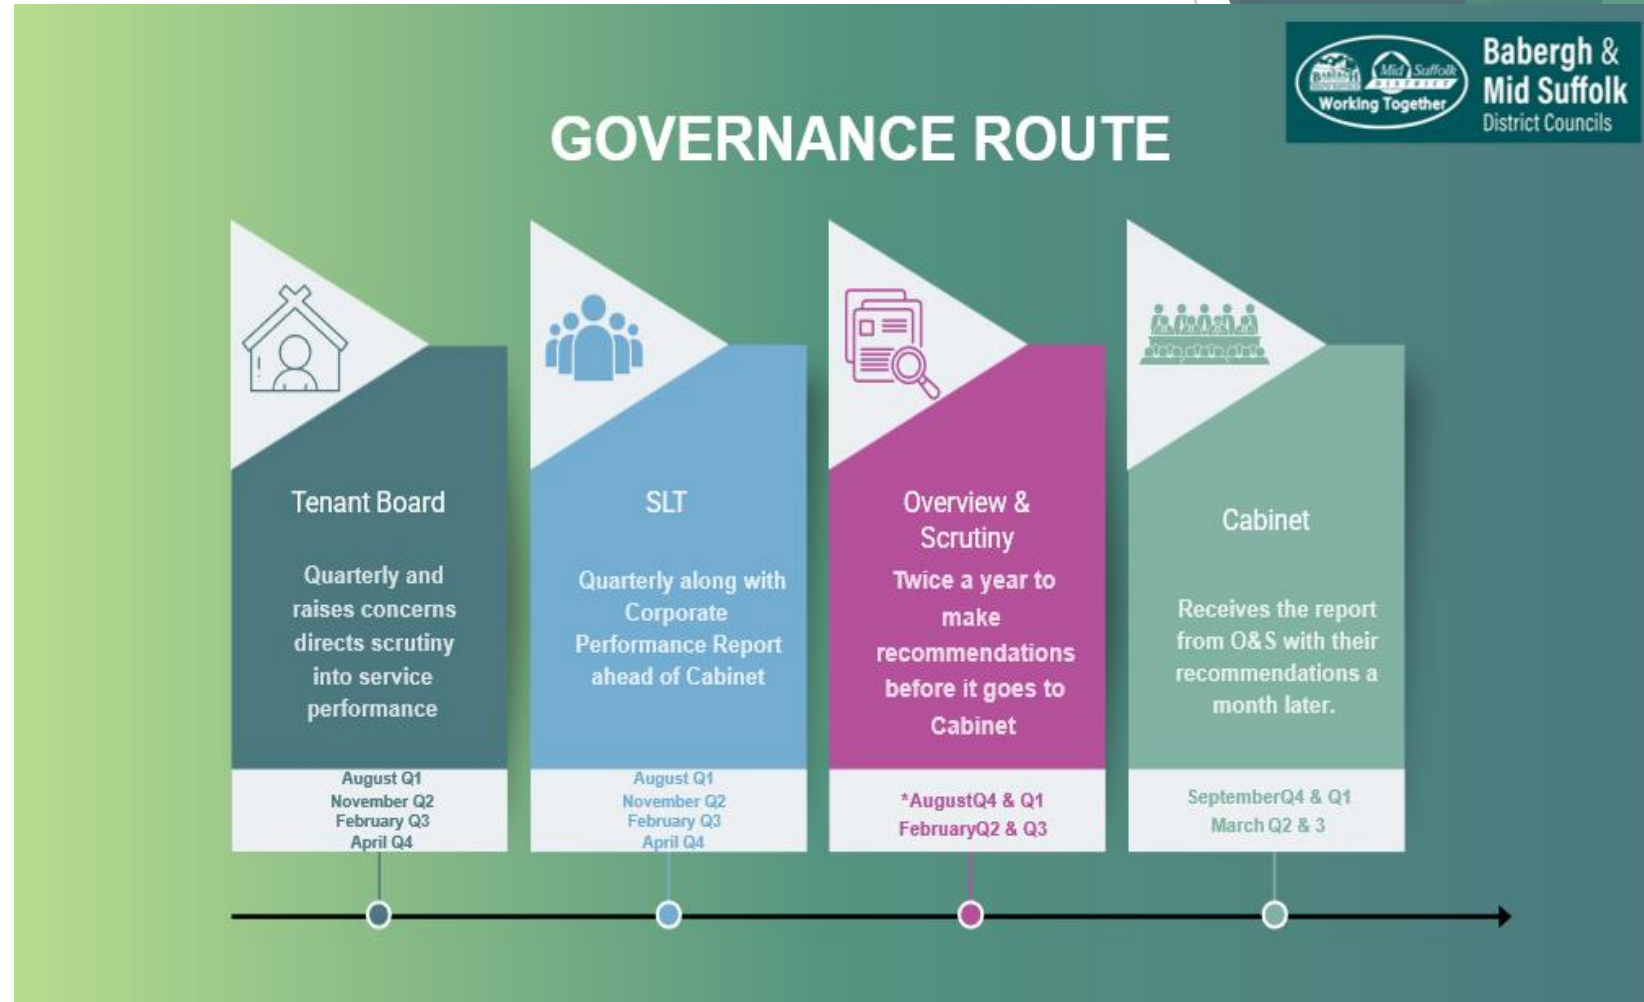 Babergh &
Mid Suffolk
District Councils
BABERGH
Mid Suffolk
DISTRICT
Working Together
GOVERNANCE ROUTE
Tenant Board
Quarterly and
raises concerns
directs scrutiny
into service
performance
August Q1
November Q2
February Q3
April Q4
SLT
Quarterly along with
Corporate
Performance Report
ahead of Cabinet
August Q1
November Q2
February Q3
April Q4
Overview &
Scrutiny
Twice a year to
make
recommendations
before it goes to
Cabinet
*AugustQ4 & Q1
FebruaryQ2 & Q3
Cabinet
Receives the report
from O&S with their
recommendations a
month later.
SeptemberQ4 & Q1
March Q2 & 3